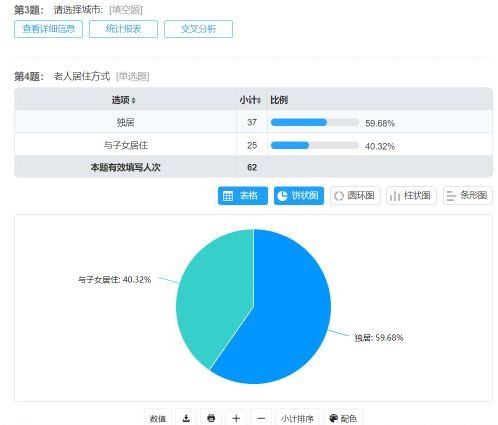 第3题： 请选择城市: [填空题]
查看详细信息 统计报表 交叉分析
第4题： 老人居住方式 [单选题]
选项 小计 比例
独居 37 59.68%
与子女居住 25 40.32%
本题有效填写人次 62
表格 饼状图 圆环图 柱状图 条形图
与子女居住: 40.32%
独居: 59.68%
数值 小计排序 配色